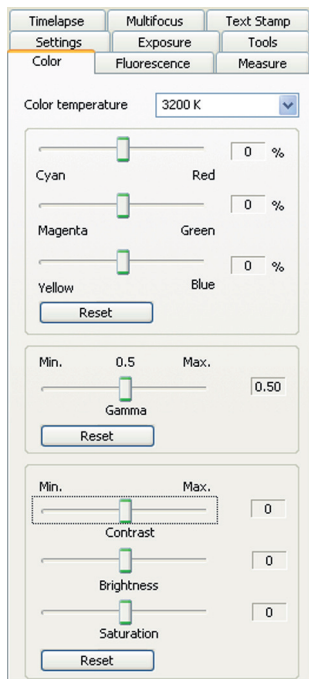 Timelapse Multifocus Text Stamp
Settings Exposure Tools
Color Fluorescence Measure
Color temperature 3200 K
0 %
Cyan Red
0 %
Magenta Green
0 %
Yellow Blue
Reset
Min. 0.5 Max.
0.50
Gamma
Reset
Min. Max.
0
Contrast
0
Brightness
0
Saturation
Reset